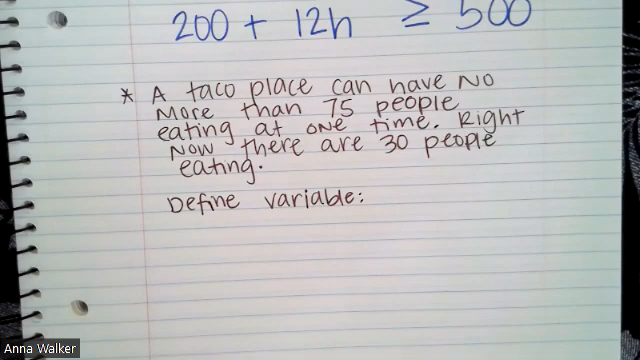 200 + 12h ≥ 500
* A taco place can have NO
More than 75 people
eating at one time. Right
Now there are 30 people
eating.
Define variable:
Anna Walker